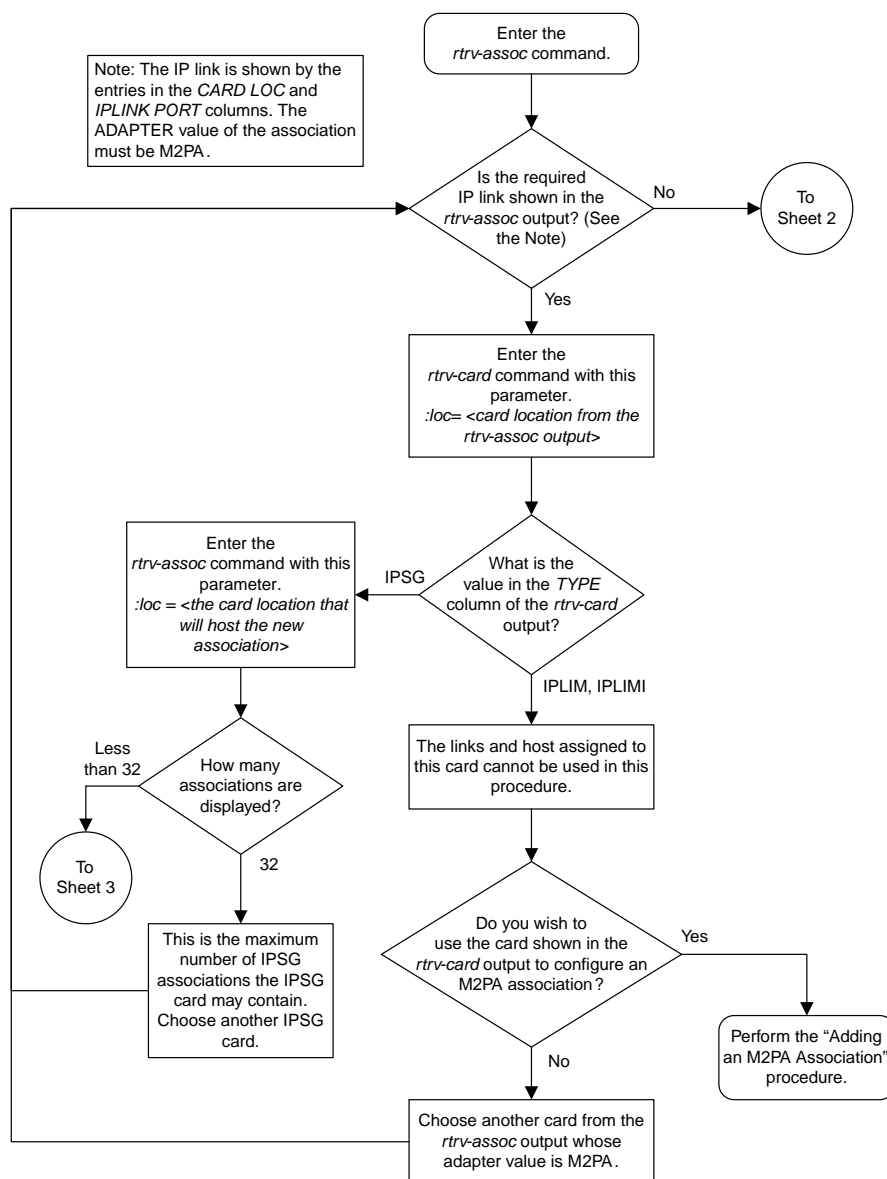 Enter the
rtrv-assoc command.
Note: The IP link is shown by the
entries in the CARD LOC and
IPLINK PORT columns. The
ADAPTER value of the association
must be M2PA.
Is the required
IP link shown in the
rtrv-assoc output? (See
the Note)
No
To
Sheet 2
Yes
Enter the
rtrv-card command with this
parameter.
:loc= <card location from the
rtrv-assoc output>
What is the
value in the TYPE
column of the rtrv-card
output?
IPSG
Enter the
rtrv-assoc command with this
parameter.
:loc = <the card location that
will host the new
association>
IPLIM, IPLIMI
The links and host assigned to
this card cannot be used in this
procedure.
How many
associations are
displayed?
Less
than 32
To
Sheet 3
32
This is the maximum
number of IPSG
associations the IPSG
card may contain.
Choose another IPSG
card.
Do you wish to
use the card shown in the
rtrv-card output to configure an
M2PA association?
Yes
Perform the “Adding
an M2PA Association”
procedure.
No
Choose another card from the
rtrv-assoc output whose
adapter value is M2PA.